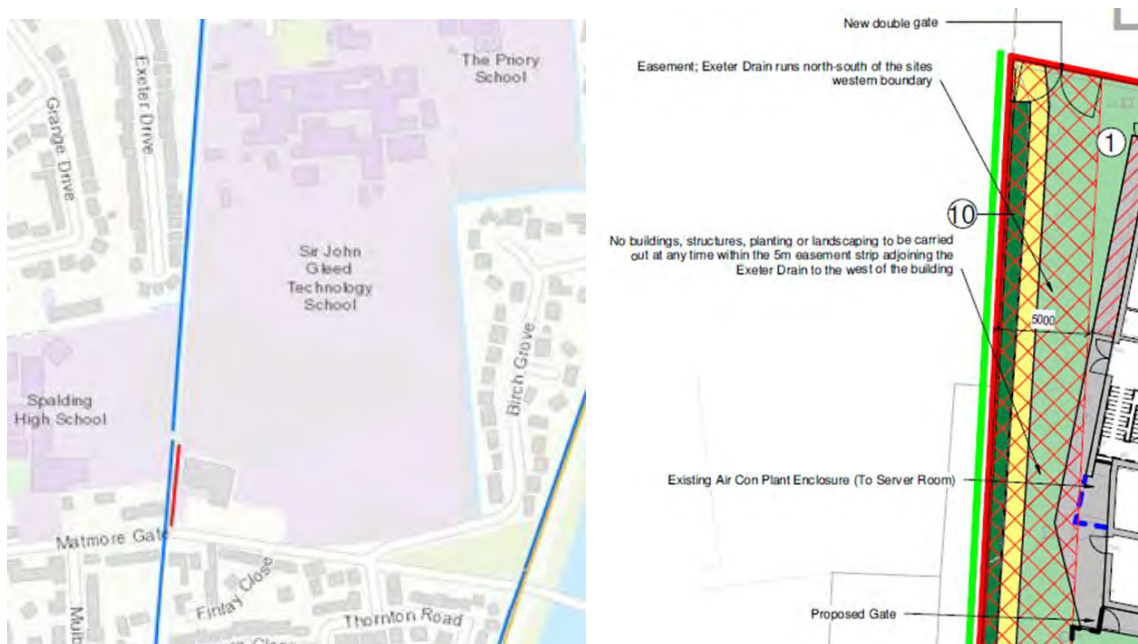 The Priory
School
Exeter Drive
Grange Drive
Sir John
Gleed
Technology
School
Birch Grove
Spalding
High School
Matmore Gate
Finlay Close
Thornton Road
New double gate
Easement; Exeter Drain runs north-south of the sites
western boundary
1
10
No buildings, structures, planting or landscaping to be carried
out at any time within the 5m easement strip adjoining the
Exeter Drain to the west of the building
5000
Existing Air Con Plant Enclosure (To Server Room)
Proposed Gate